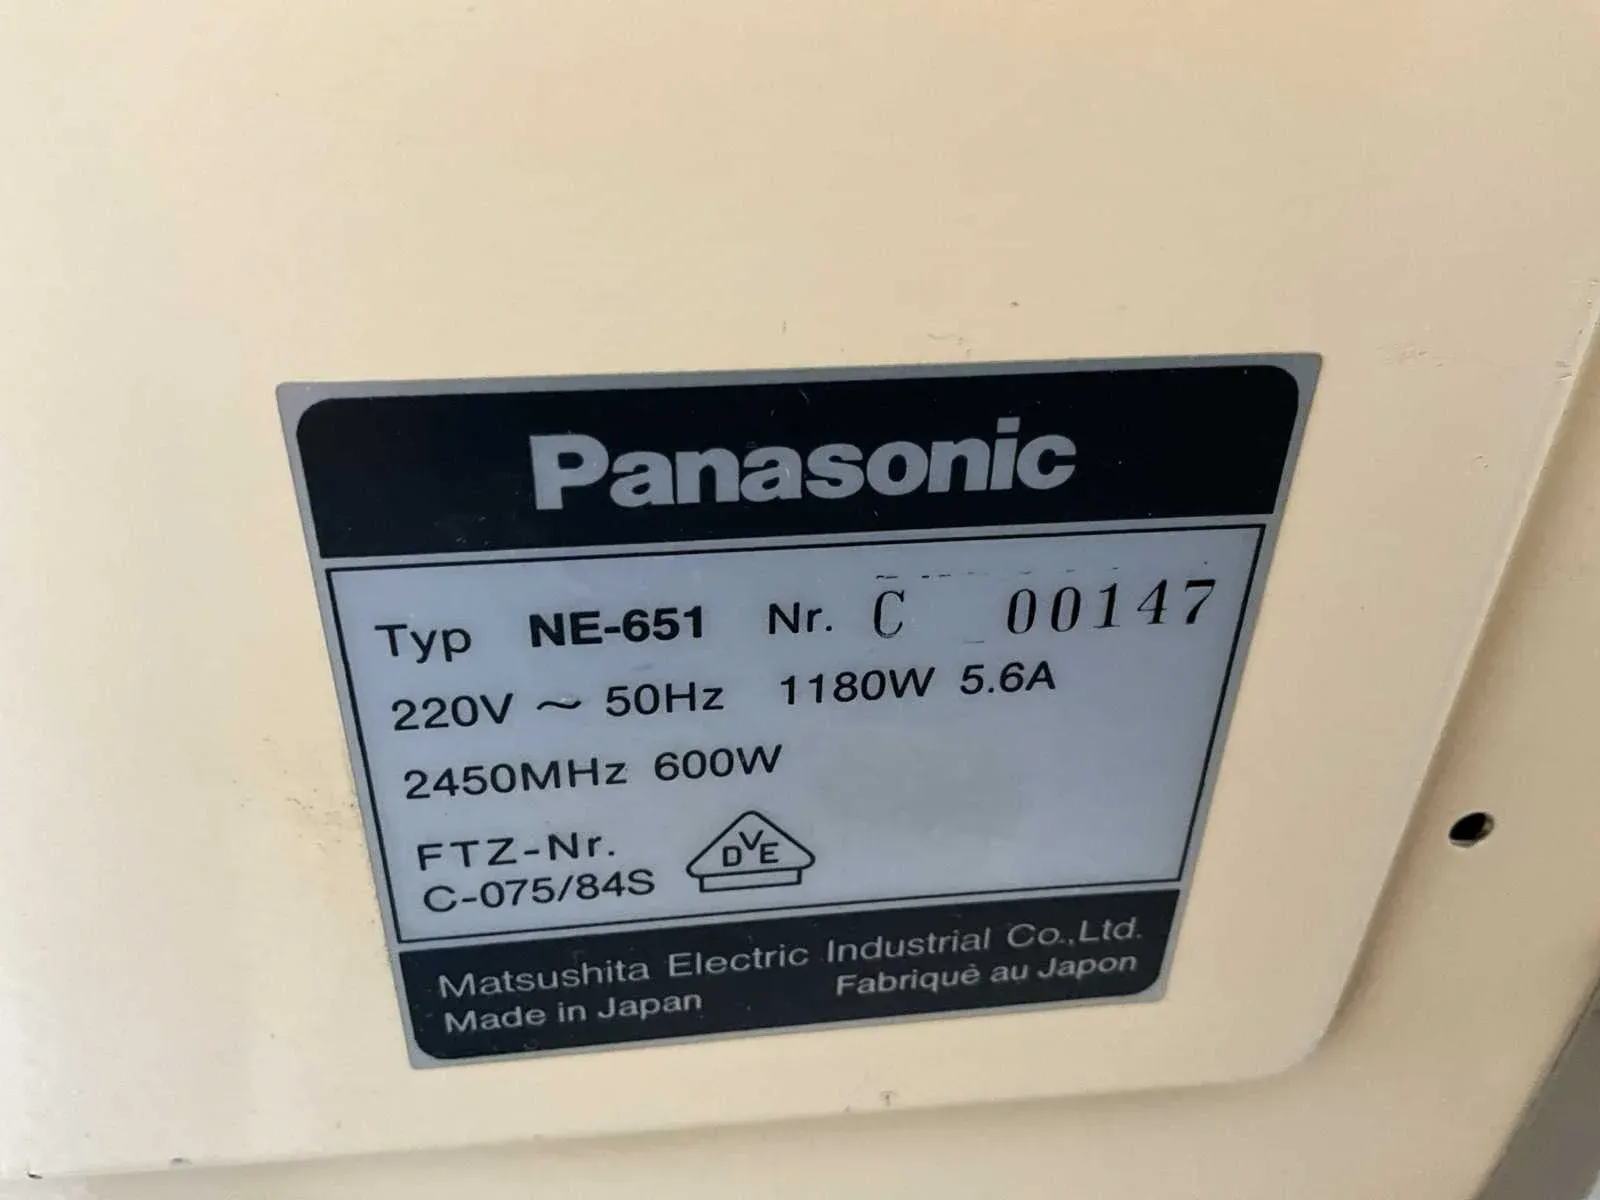 Panasonic
Typ NE-651 Nr. C 00147
220V ~ 50Hz 1180W 5.6A
2450MHz 600W
FTZ-Nr.
C-075/84S
DVE
Matsushita Electric Industrial Co.,Ltd.
Made in Japan Fabriquè au Japon